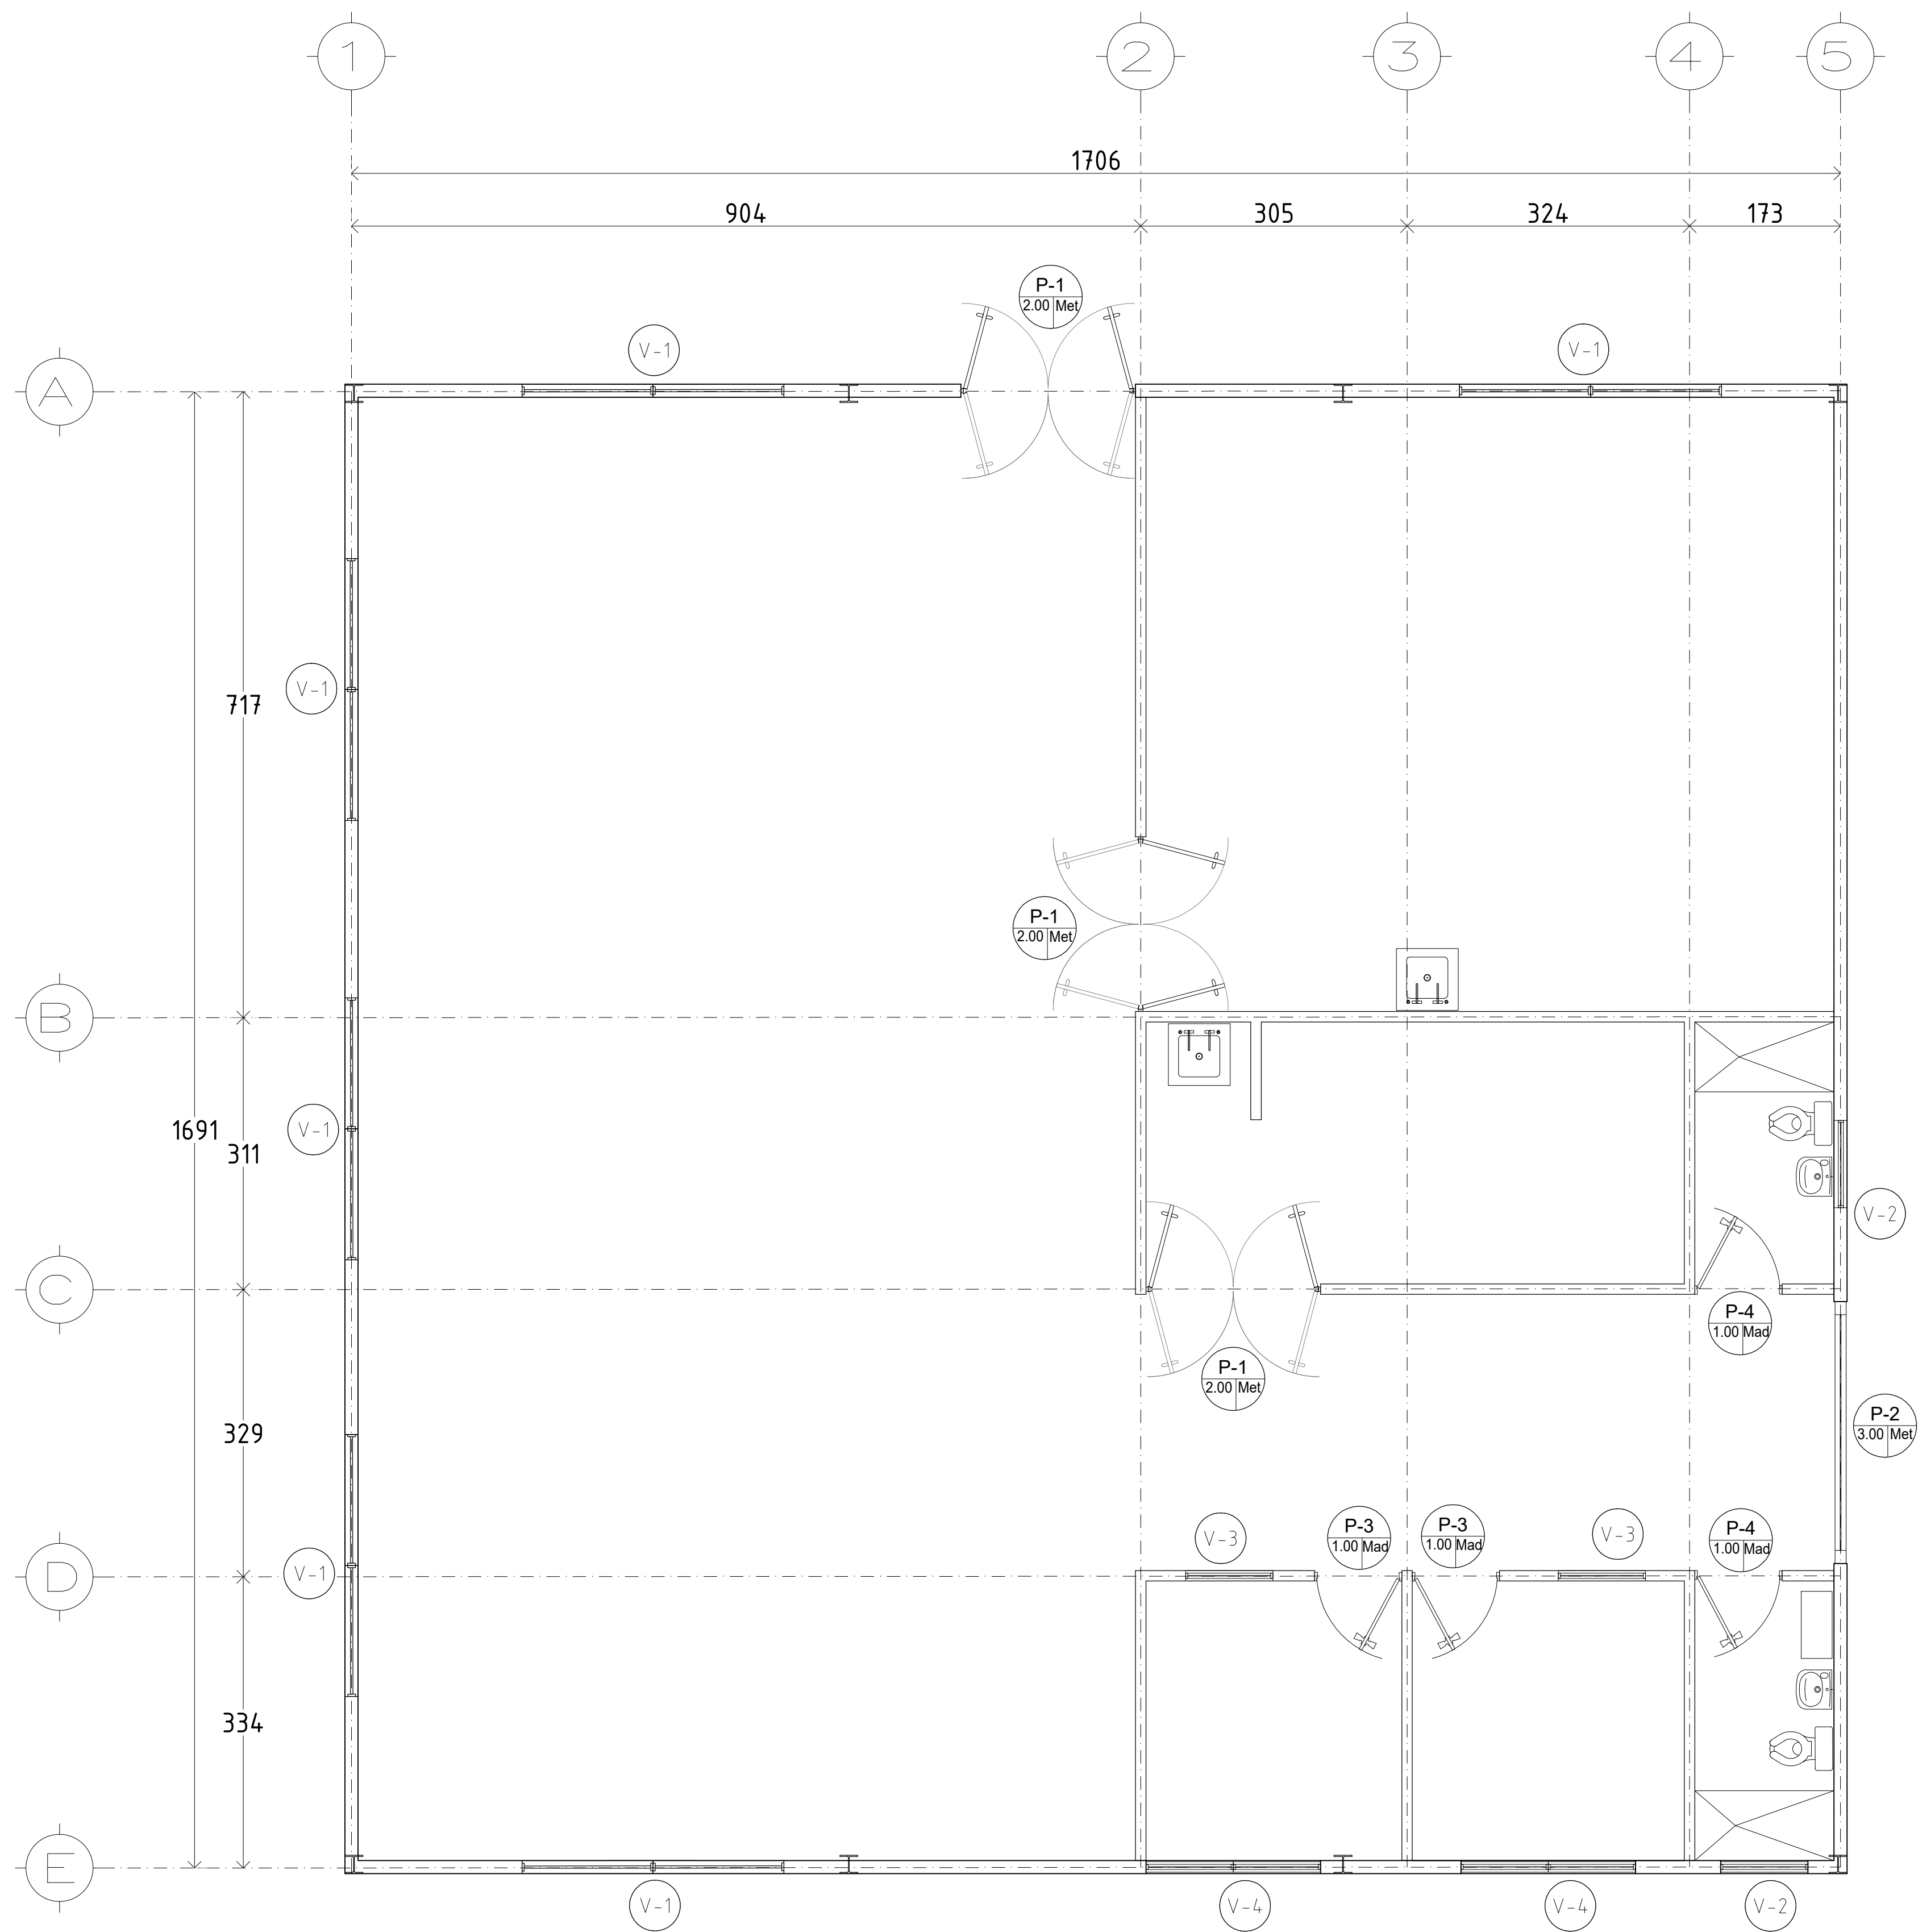 1 2 3 4 5
1706
904 305 324 173
P-1
2.00 Met
V-1 V-1
A
717
V-1
P-1
2.00 Met
B
1691
311
V-1
V-2
C
P-4
1.00 Mad
P-1
2.00 Met
329
P-2
3.00 Met
V-3
P-3
1.00 Mad
P-3
1.00 Mad
V-3
P-4
1.00 Mad
D
V-1
334
E
V-1 V-4 V-4 V-2